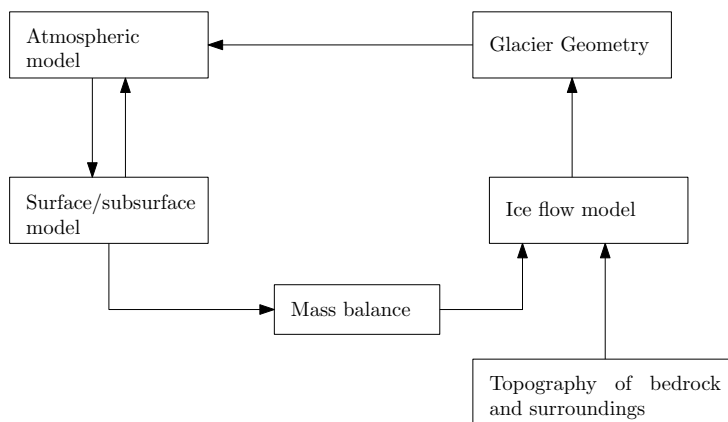 Atmospheric
model
Glacier Geometry
Surface/subsurface
model
Ice flow model
Mass balance
Topography of bedrock
and surroundings